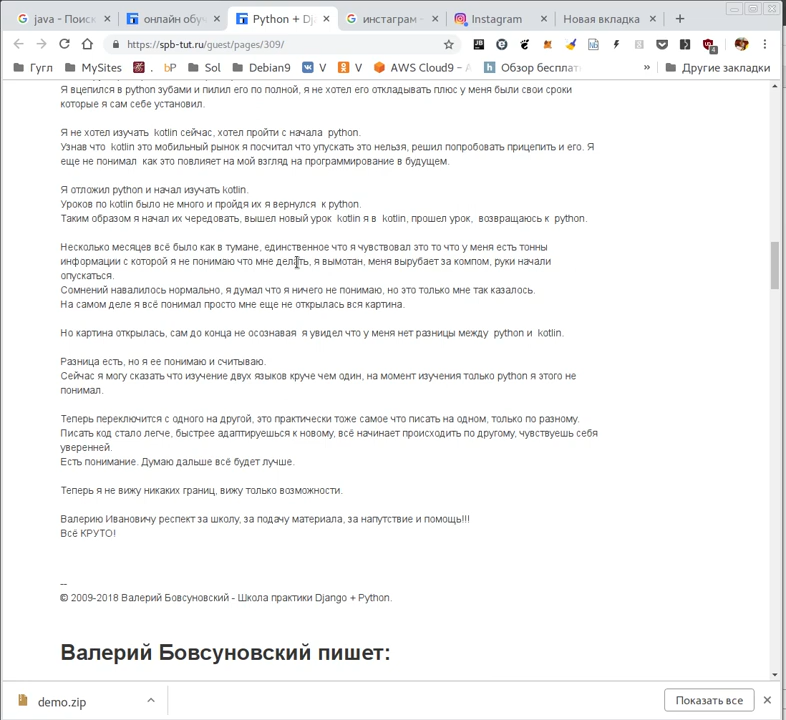 java - Поиск
онлайн обуч
Python + Dj
инстаграм -
Instagram
Новая вкладка
https://spb-tut.ru/guest/pages/309/
Гугл
MySites
.
bP
Sol
Debian9
V
V
AWS Cloud9 – A
Обзор бесплат
»
Другие закладки
Я вцепился в python зубами и пилил его по полной, я не хотел его откладывать плюс у меня были свои сроки
которые я сам себе установил.
Я не хотел изучать kotlin сейчас, хотел пройти с начала python.
Узнав что kotlin это мобильный рынок я посчитал что упускать это нельзя, решил попробовать прицепить и его. Я
еще не понимал как это повлияет на мой взгляд на программирование в будущем.
Я отложил python и начал изучать kotlin.
Уроков по kotlin было не много и пройдя их я вернулся к python.
Таким образом я начал их чередовать, вышел новый урок kotlin я в kotlin, прошел урок, возвращаюсь к python.
Несколько месяцев всё было как в тумане, единственное что я чувствовал это то что у меня есть тонны
информации с которой я не понимаю что мне делать, я вымотан, меня вырубает за компом, руки начали
опускаться.
Сомнений навалилось нормально, я думал что я ничего не понимаю, но это только мне так казалось.
На самом деле я всё понимал просто мне еще не открылась вся картина.
Но картина открылась, сам до конца не осознавая я увидел что у меня нет разницы между python и kotlin.
Разница есть, но я ее понимаю и считываю.
Сейчас я могу сказать что изучение двух языков круче чем один, на момент изучения только python я этого не
понимал.
Теперь переключится с одного на другой, это практически тоже самое что писать на одном, только по разному.
Писать код стало легче, быстрее адаптируешься к новому, всё начинает происходить по другому, чувствуешь себя
уверенней.
Есть понимание. Думаю дальше всё будет лучше.
Теперь я не вижу никаких границ, вижу только возможности.
Валерию Ивановичу респект за школу, за подачу материала, за напутствие и помощь!!!
Всё КРУТО!
--
© 2009-2018 Валерий Бовсуновский - Школа практики Django + Python.
Валерий Бовсуновский пишет:
demo.zip
Показать все